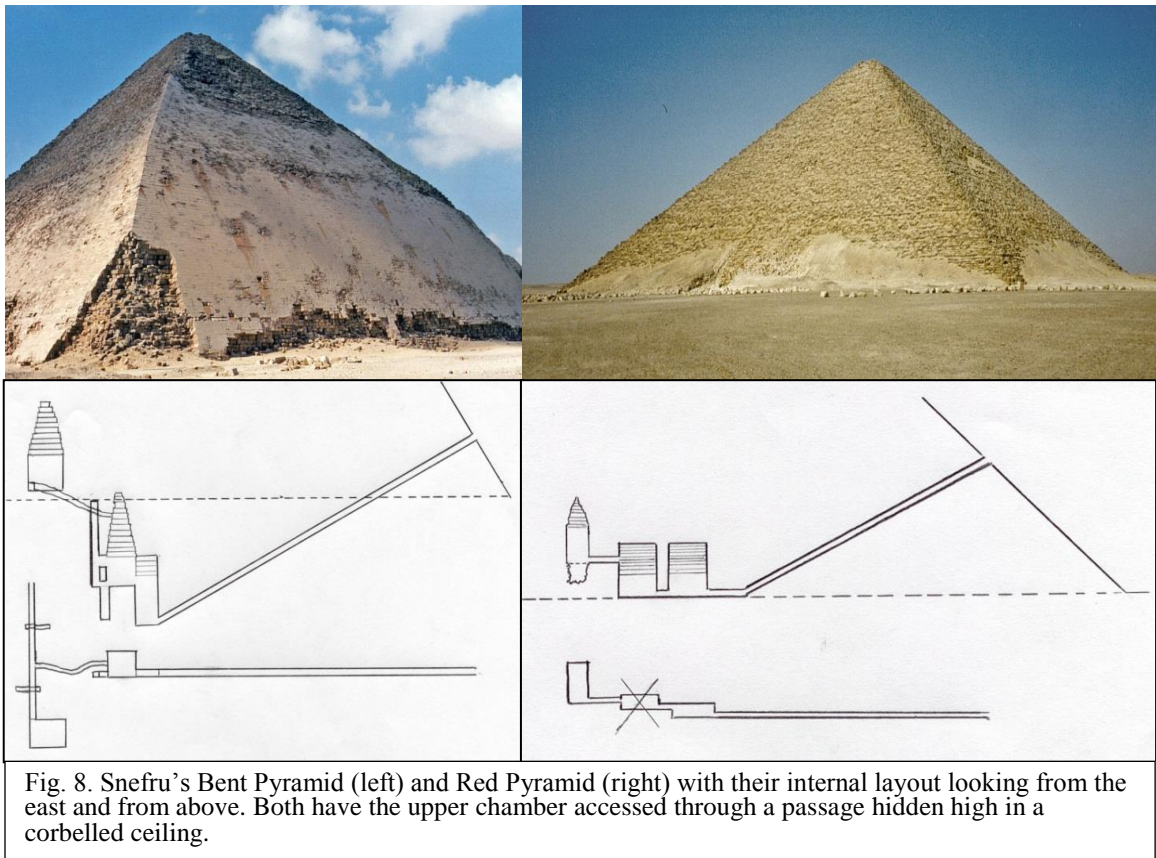 Fig. 8. Snefru’s Bent Pyramid (left) and Red Pyramid (right) with their internal layout looking from the
east and from above. Both have the upper chamber accessed through a passage hidden high in a
corbelled ceiling.